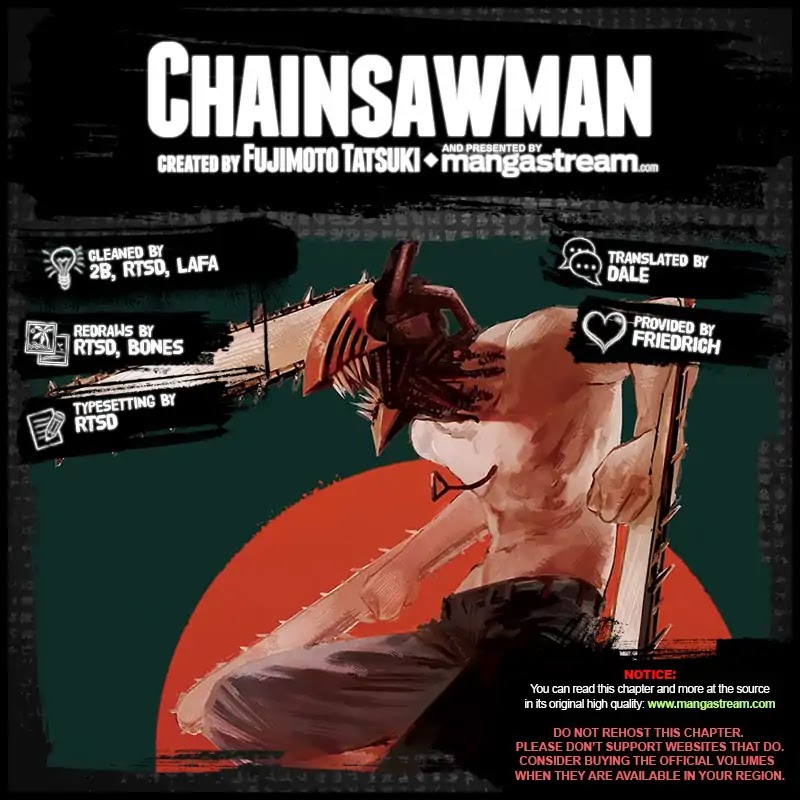 CHAINSAWMAN
CREATED BY FUJIMOTO TATSUKI ◆ AND PRESENTED BY mangastream.com
CLEANED BY
2B, RTSD, LAFA
REDRAWS BY
RTSD, BONES
TYPESETTING BY
RTSD
TRANSLATED BY
DALE
PROVIDED BY
FRIEDRICH
NOTICE:
You can read this chapter and more at the source
in its original high quality: www.mangastream.com
DO NOT REHOST THIS CHAPTER.
PLEASE DON'T SUPPORT WEBSITES THAT DO.
CONSIDER BUYING THE OFFICIAL VOLUMES
WHEN THEY ARE AVAILABLE IN YOUR REGION.